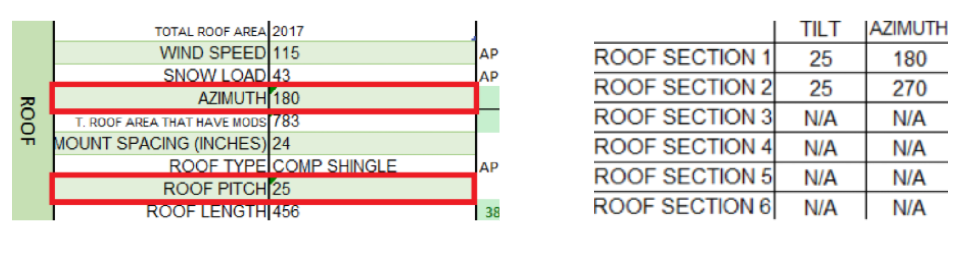 ROOF
TOTAL ROOF AREA 2017
WIND SPEED 115 AP
SNOW LOAD 43 AP
AZIMUTH 180
T. ROOF AREA THAT HAVE MODS 783
MOUNT SPACING (INCHES) 24
ROOF TYPE COMP SHINGLE AP
ROOF PITCH 25
ROOF LENGTH 456 38
TILT AZIMUTH
ROOF SECTION 1 25 180
ROOF SECTION 2 25 270
ROOF SECTION 3 N/A N/A
ROOF SECTION 4 N/A N/A
ROOF SECTION 5 N/A N/A
ROOF SECTION 6 N/A N/A